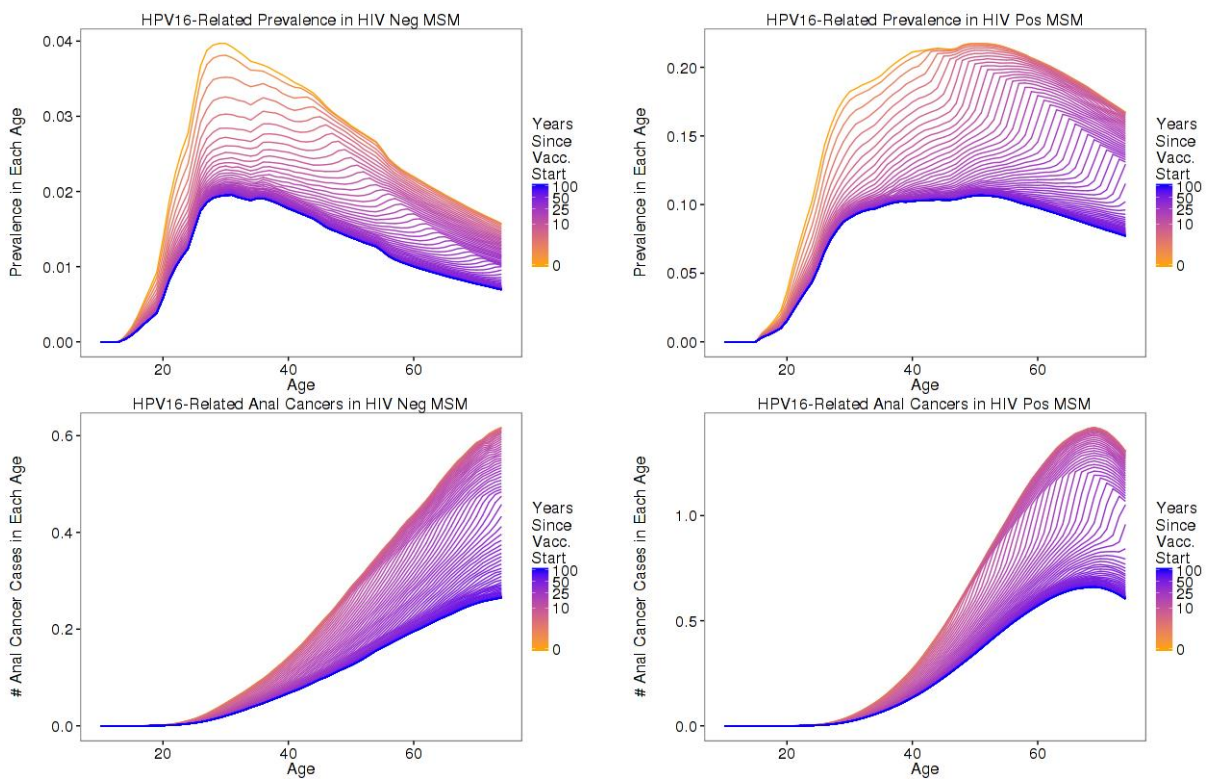 HPV16-Related Prevalence in HIV Neg MSM
Prevalence in Each Age
0.04
0.03
0.02
0.01
0.00
20
40
60
Age
Years
Since
Vacc.
Start
100
50
25
10
0
HPV16-Related Prevalence in HIV Pos MSM
Prevalence in Each Age
0.20
0.15
0.10
0.05
0.00
20
40
60
Age
Years
Since
Vacc.
Start
100
50
25
10
0
HPV16-Related Anal Cancers in HIV Neg MSM
# Anal Cancer Cases in Each Age
0.6
0.4
0.2
0.0
20
40
60
Age
Years
Since
Vacc.
Start
100
50
25
10
0
HPV16-Related Anal Cancers in HIV Pos MSM
# Anal Cancer Cases in Each Age
1.0
0.5
0.0
20
40
60
Age
Years
Since
Vacc.
Start
100
50
25
10
0